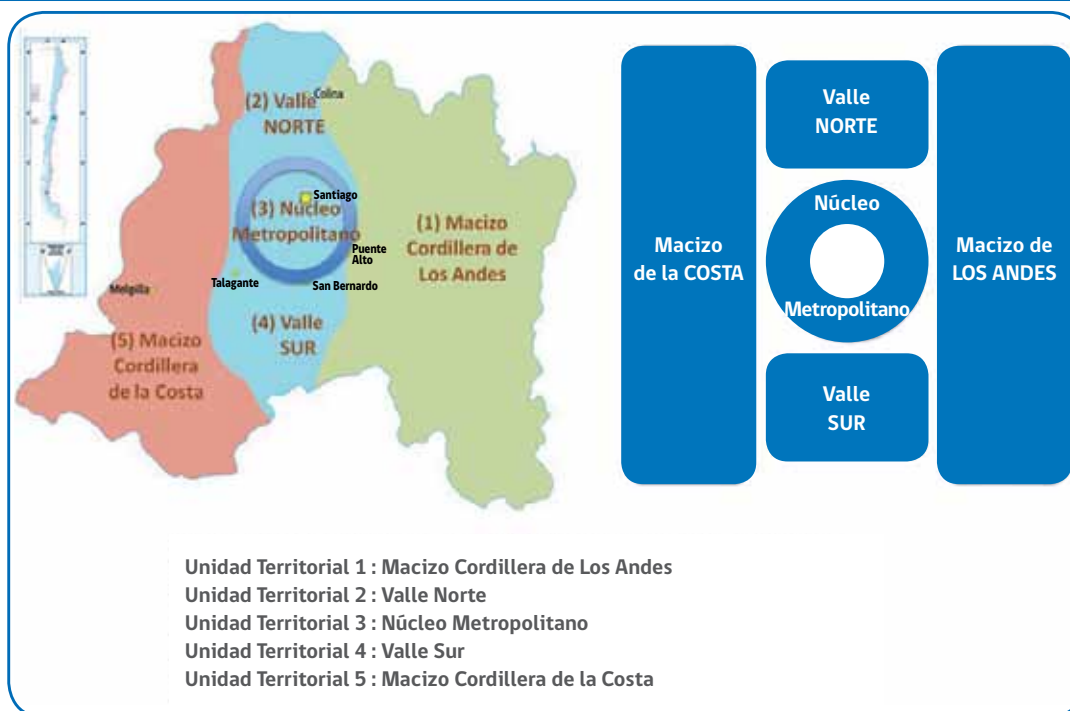 (2) Valle
NORTE
Colina
Santiago
(3) Núcleo
Metropolitano
Puente
Alto
(1) Macizo
Cordillera de
Los Andes
Talagante
San Bernardo
Melgilla
(4) Valle
SUR
(5) Macizo
Cordillera
de la Costa
Macizo
de la COSTA
Valle
NORTE
Núcleo
Metropolitano
Valle
SUR
Macizo de
LOS ANDES
Unidad Territorial 1 : Macizo Cordillera de Los Andes
Unidad Territorial 2 : Valle Norte
Unidad Territorial 3 : Núcleo Metropolitano
Unidad Territorial 4 : Valle Sur
Unidad Territorial 5 : Macizo Cordillera de la Costa